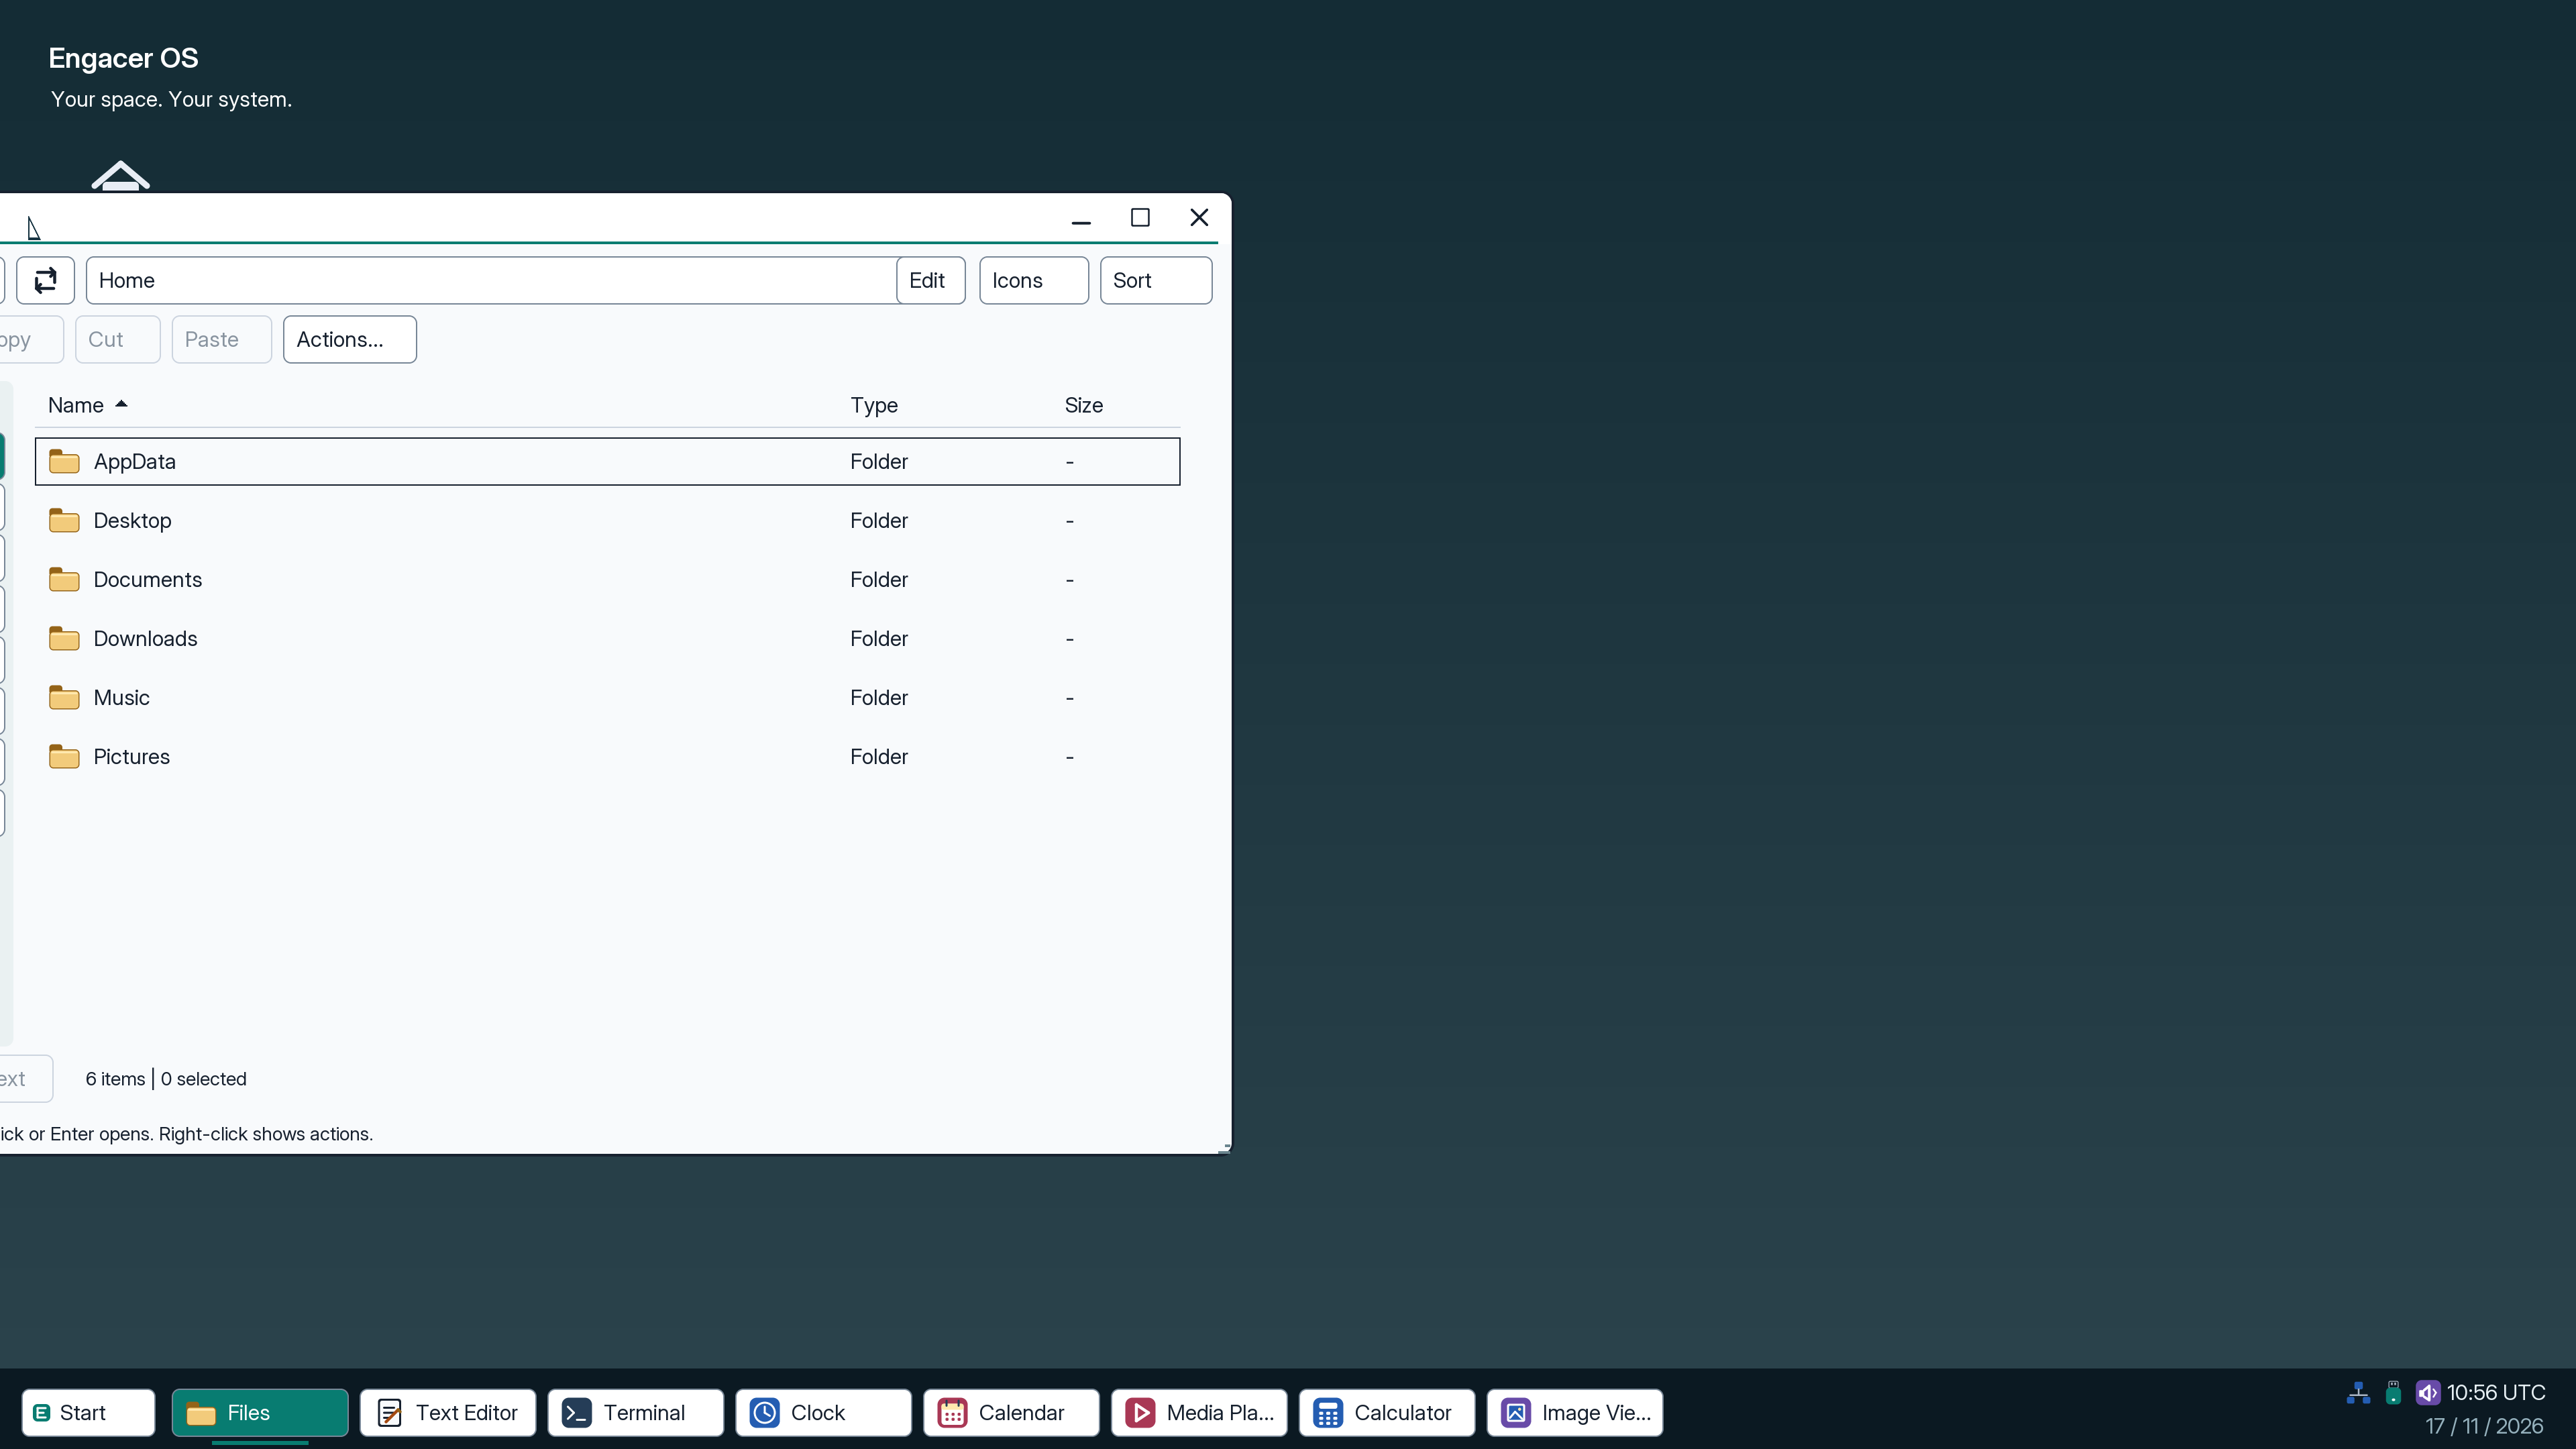 Engacer OS
Your space. Your system.
Home Edit Icons Sort
opy Cut Paste Actions...
Name Type Size
AppData Folder -
Desktop Folder -
Documents Folder -
Downloads Folder -
Music Folder -
Pictures Folder -
ext 6 items | 0 selected
ick or Enter opens. Right-click shows actions.
Start Files Text Editor Terminal Clock Calendar Media Pla... Calculator Image Vie... 10:56 UTC
17 / 11 / 2026